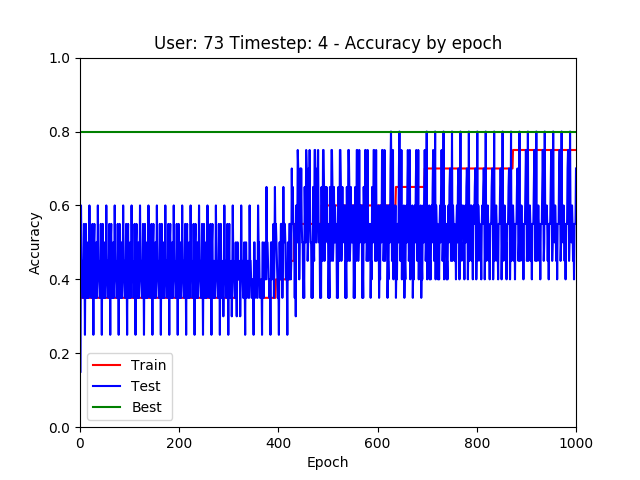 User: 73 Timestep: 4 - Accuracy by epoch
1.0
0.8
0.6
0.4
0.2
0.0
Accuracy
Train
Test
Best
0 200 400 600 800 1000
Epoch